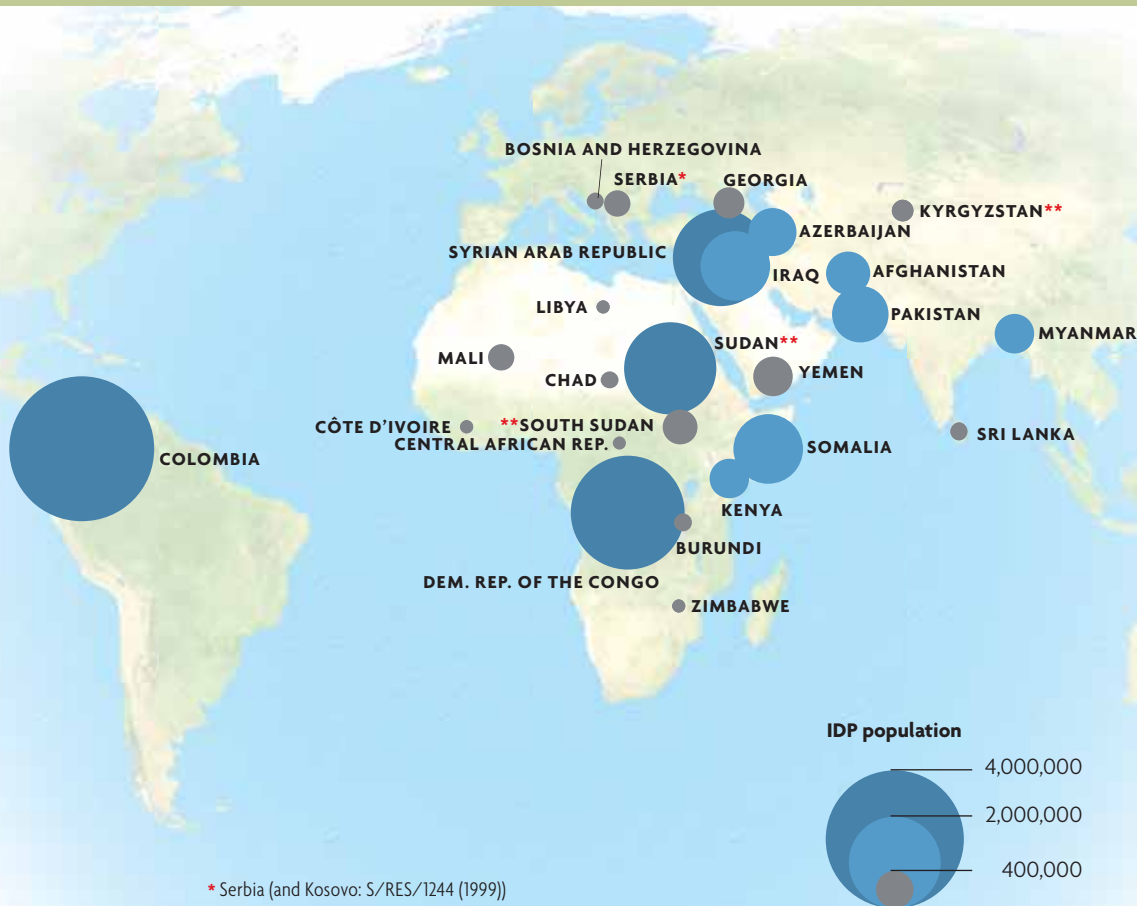 BOSNIA AND HERZEGOVINA
SERBIA*
GEORGIA
KYRGYZSTAN**
AZERBAIJAN
SYRIAN ARAB REPUBLIC
IRAQ
AFGHANISTAN
LIBYA
PAKISTAN
MYANMAR
SUDAN**
MALI
YEMEN
CHAD
CÔTE D'IVOIRE
**SOUTH SUDAN
SRI LANKA
CENTRAL AFRICAN REP.
SOMALIA
COLOMBIA
KENYA
BURUNDI
DEM. REP. OF THE CONGO
ZIMBABWE
IDP population
4,000,000
2,000,000
400,000
* Serbia (and Kosovo: S/RES/1244 (1999))